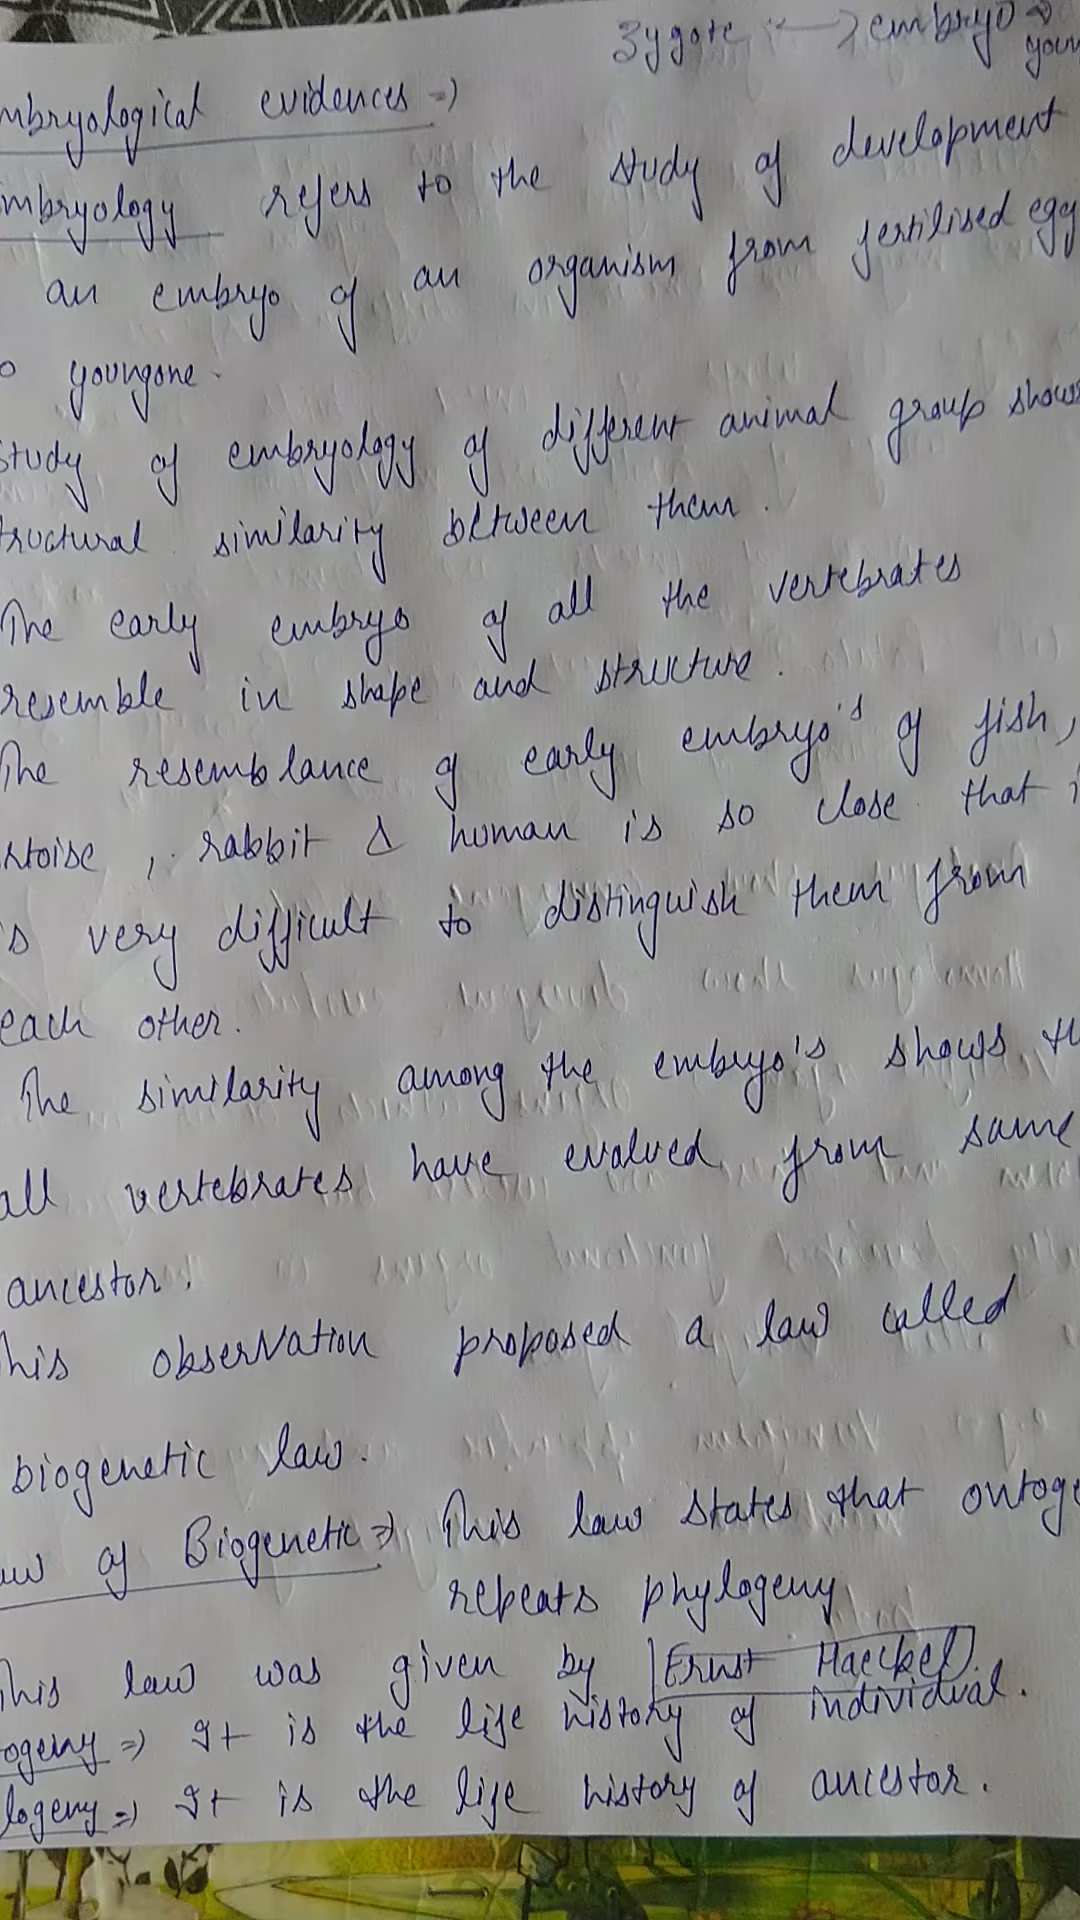 Zygote ⟷ embryo →
youn
mbryological evidences ⇒
mbryology refers to the study of development
an embryo of an organism from fertilised egg
o youngone.
study of embryology of different animal group shows
tructural similarity between them.
The early embryo of all the vertebrates
resemble in shape and structure.
The resemblance of early embryo's of fish,
rtoise, rabbit & human is so close that i
s very difficult to distinguish them from
each other.
The similarity among the embryo's shows th
all vertebrates have evolved from same
ancestor.
his observation proposed a law called
biogenetic law.
aw of Biogenetic ⇒ This law states that ontoge
repeats phylogeny
This law was given by Ernst Haeckel.
ogeny ⇒ It is the life history of individual.
logeny ⇒ It is the life history of ancestor.